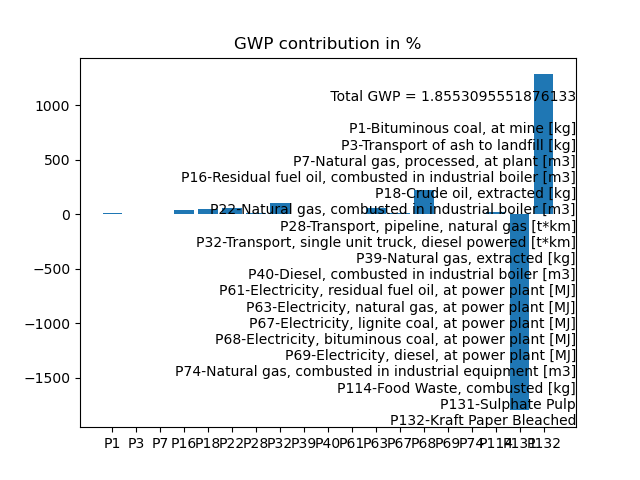 GWP contribution in %
Total GWP = 1.8553095551876133
P1-Bituminous coal, at mine [kg]
P3-Transport of ash to landfill [kg]
P7-Natural gas, processed, at plant [m3]
P16-Residual fuel oil, combusted in industrial boiler [m3]
P18-Crude oil, extracted [kg]
P22-Natural gas, combusted in industrial boiler [m3]
P28-Transport, pipeline, natural gas [t*km]
P32-Transport, single unit truck, diesel powered [t*km]
P39-Natural gas, extracted [kg]
P40-Diesel, combusted in industrial boiler [m3]
P61-Electricity, residual fuel oil, at power plant [MJ]
P63-Electricity, natural gas, at power plant [MJ]
P67-Electricity, lignite coal, at power plant [MJ]
P68-Electricity, bituminous coal, at power plant [MJ]
P69-Electricity, diesel, at power plant [MJ]
P74-Natural gas, combusted in industrial equipment [m3]
P114-Food Waste, combusted [kg]
P131-Sulphate Pulp
P132-Kraft Paper Bleached
1000
500
0
−500
−1000
−1500
P1 P3 P7 P16 P18 P22 P28 P32 P39 P40 P61 P63 P67 P68 P69 P74 P114 P131 P132